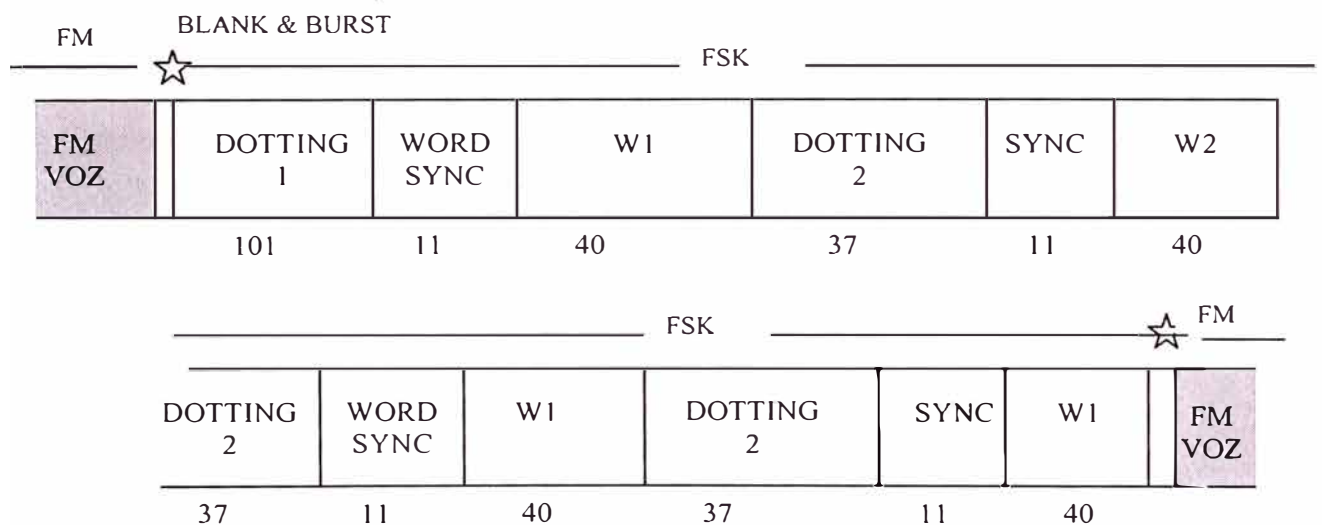 BLANK & BURST
FM
FSK
FM VOZ
DOTTING 1
WORD SYNC
W1
DOTTING 2
SYNC
W2
101 11 40 37 11 40
FSK
FM
DOTTING 2
WORD SYNC
W1
DOTTING 2
SYNC
W1
FM VOZ
37 11 40 37 11 40